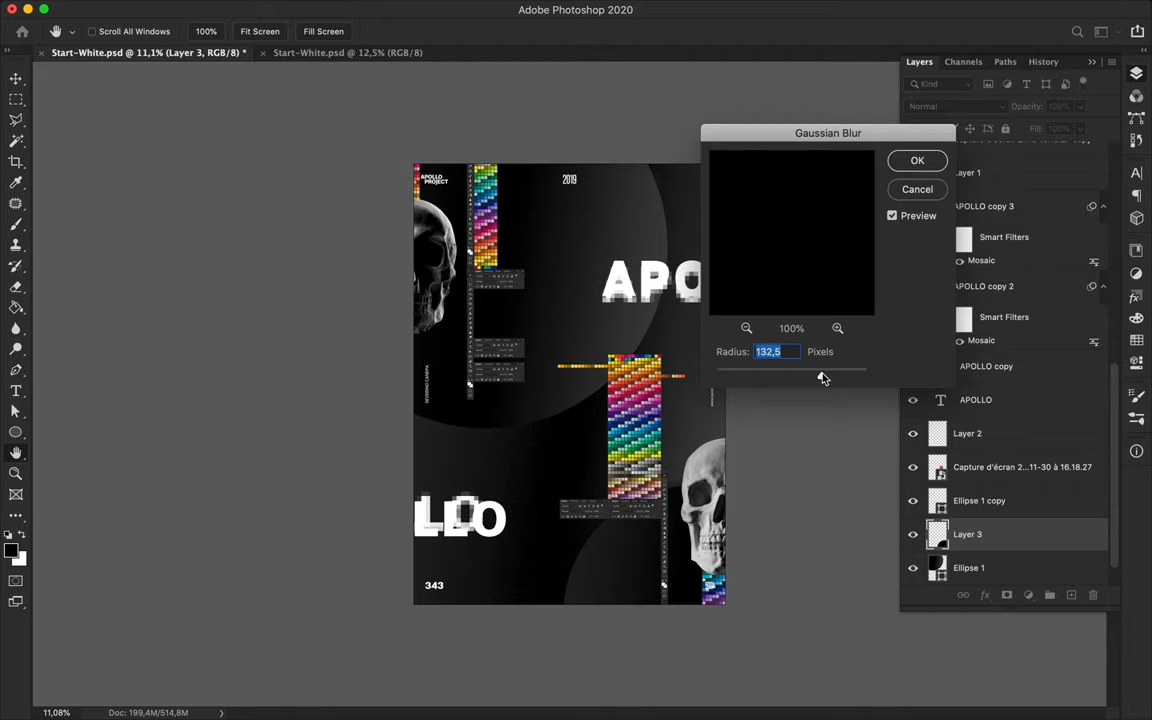 Adobe Photoshop 2020
Scroll All Windows
100%
Fit Screen
Fill Screen
Start-White.psd @ 11,1% (Layer 3, RGB/8) *
Start-White.psd @ 12,5% (RGB/8)
Layers
Channels
Paths
History
Kind
Normal
Opacity:
100%
Fill:
100%
Gaussian Blur
OK
Cancel
Preview
100%
Radius:
132,5
Pixels
Layer 1
APOLLO copy 3
Smart Filters
Mosaic
APOLLO copy 2
Smart Filters
Mosaic
APOLLO copy
APOLLO
Layer 2
Capture d'écran 2...11-30 à 16.18.27
Ellipse 1 copy
Layer 3
Ellipse 1
APOLLO
PROJECT
2019
APO
SEVERINO CANEPA
LLO
343
11,08%
Doc: 199,4M/514,8M